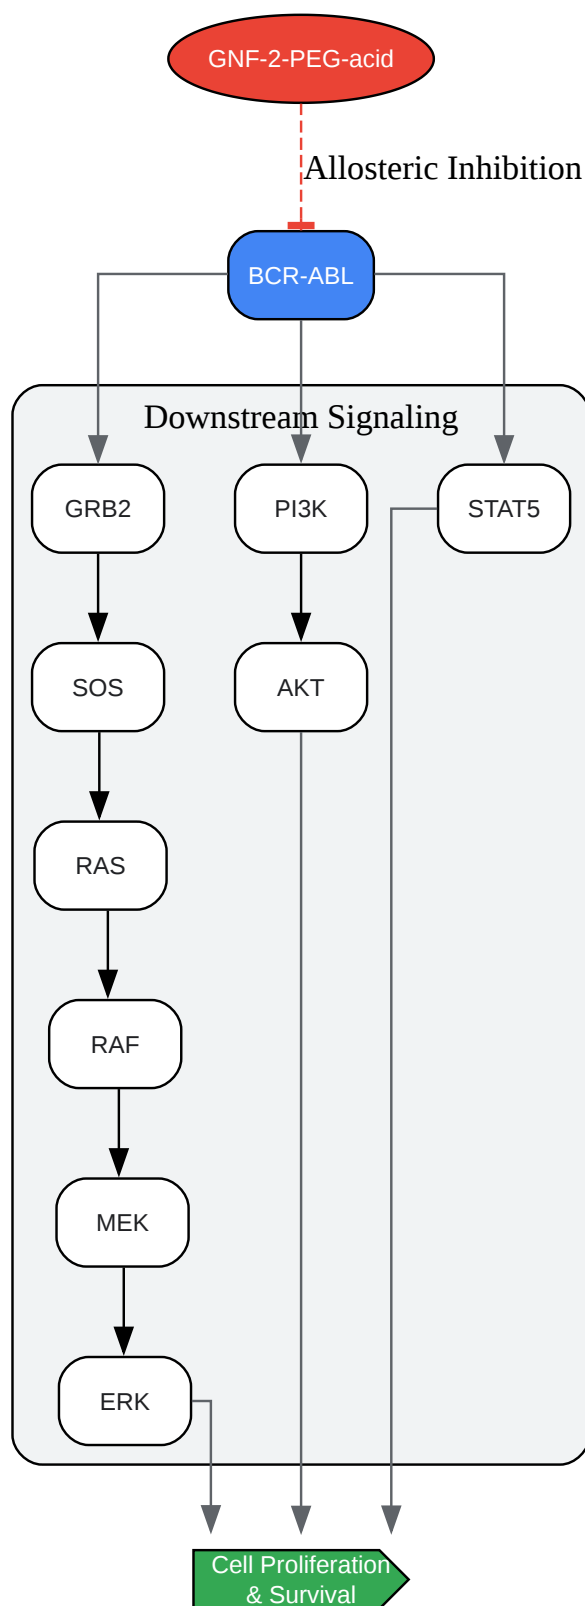 GNF-2-PEG-acid
Allosteric Inhibition
BCR-ABL
Downstream Signaling
GRB2
PI3K
STAT5
SOS
AKT
RAS
RAF
MEK
ERK
Cell Proliferation
& Survival